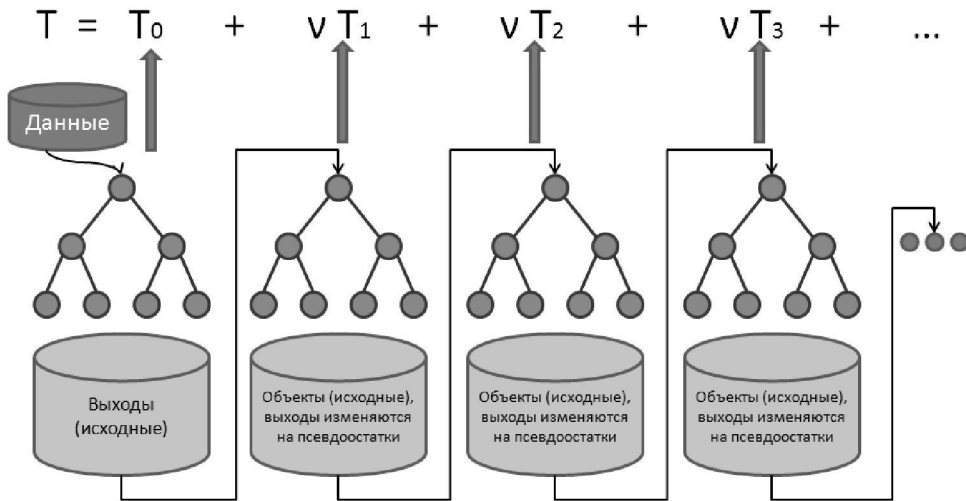 T = T₀ + ν T₁ + ν T₂ + ν T₃ + ...
Данные
Выходы
(исходные)
Объекты (исходные),
выходы изменяются
на псевдоостатки
Объекты (исходные),
выходы изменяются
на псевдоостатки
Объекты (исходные),
выходы изменяются
на псевдоостатки